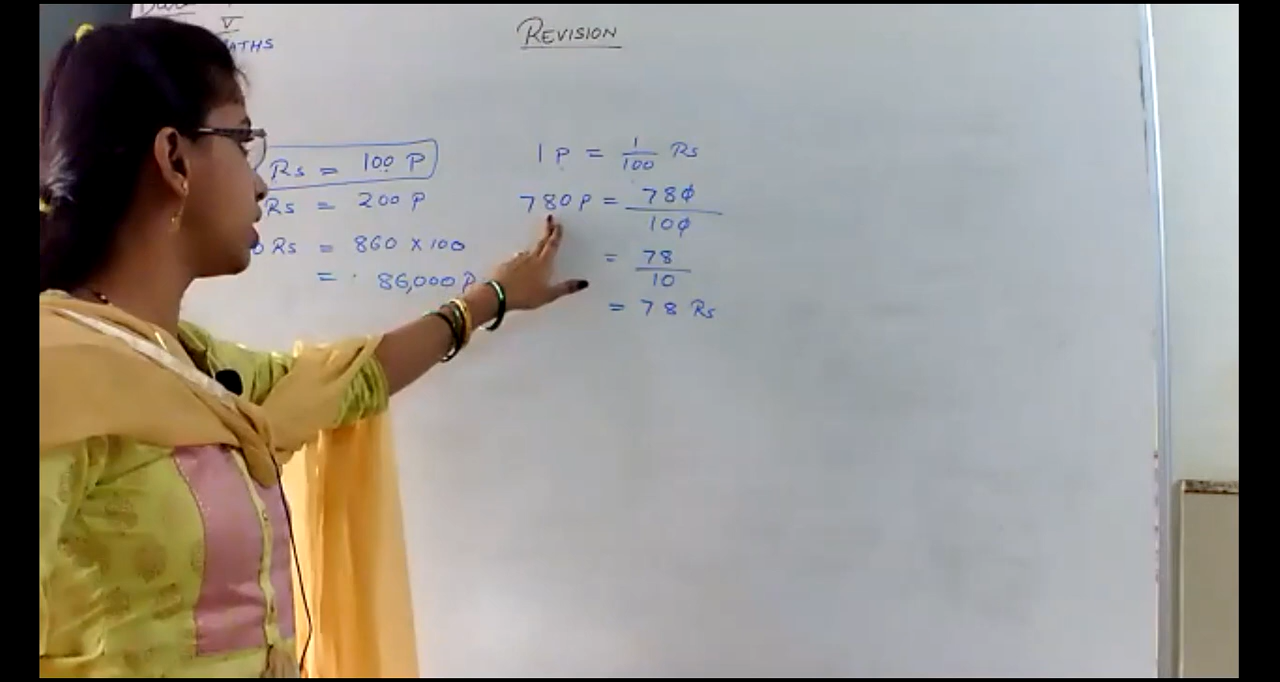 V
MATHS
REVISION
Rs = 100 P
Rs = 200 P
0 Rs = 860 x 100
= 86,000 P
1 P = 1/100 Rs
780 P = 780/100
= 78/10
= 78 Rs